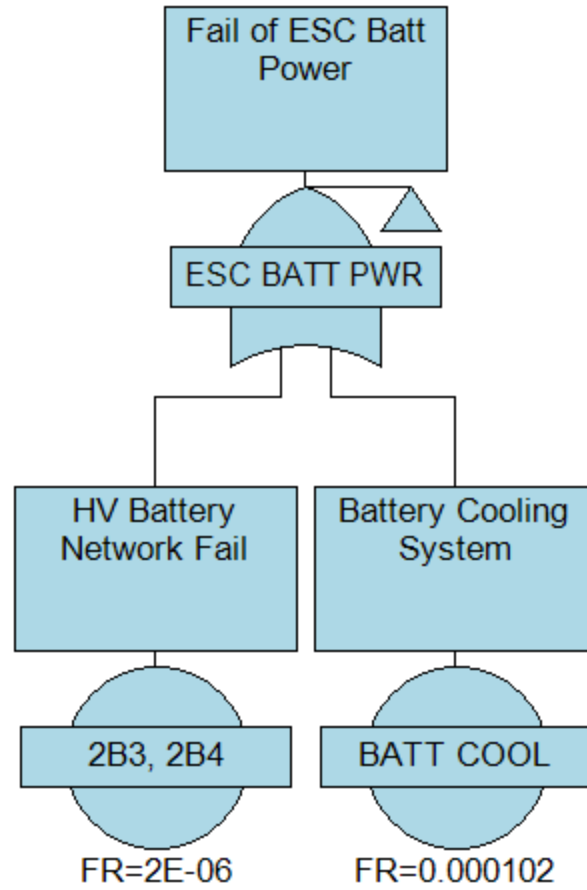 Fail of ESC Batt
Power
ESC BATT PWR
HV Battery
Network Fail
Battery Cooling
System
2B3, 2B4
BATT COOL
FR=2E-06
FR=0.000102